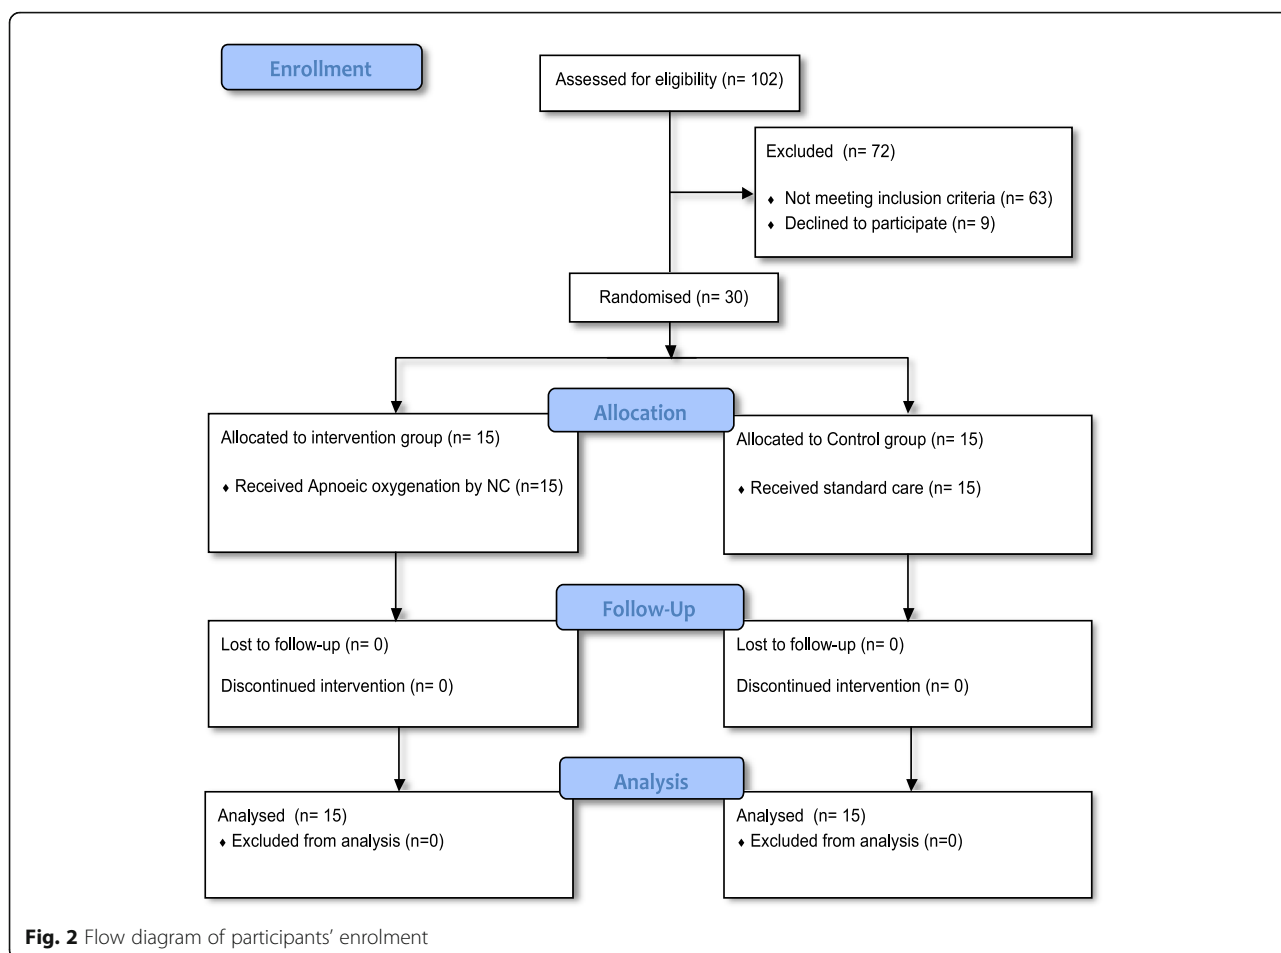 Enrollment
Assessed for eligibility (n= 102)
Excluded (n= 72)
♦ Not meeting inclusion criteria (n= 63)
♦ Declined to participate (n= 9)
Randomised (n= 30)
Allocation
Allocated to intervention group (n= 15)
♦ Received Apnoeic oxygenation by NC (n=15)
Allocated to Control group (n= 15)
♦ Received standard care (n= 15)
Follow-Up
Lost to follow-up (n= 0)
Discontinued intervention (n= 0)
Lost to follow-up (n= 0)
Discontinued intervention (n= 0)
Analysis
Analysed (n= 15)
♦ Excluded from analysis (n=0)
Analysed (n= 15)
♦ Excluded from analysis (n=0)
Fig. 2 Flow diagram of participants’ enrolment